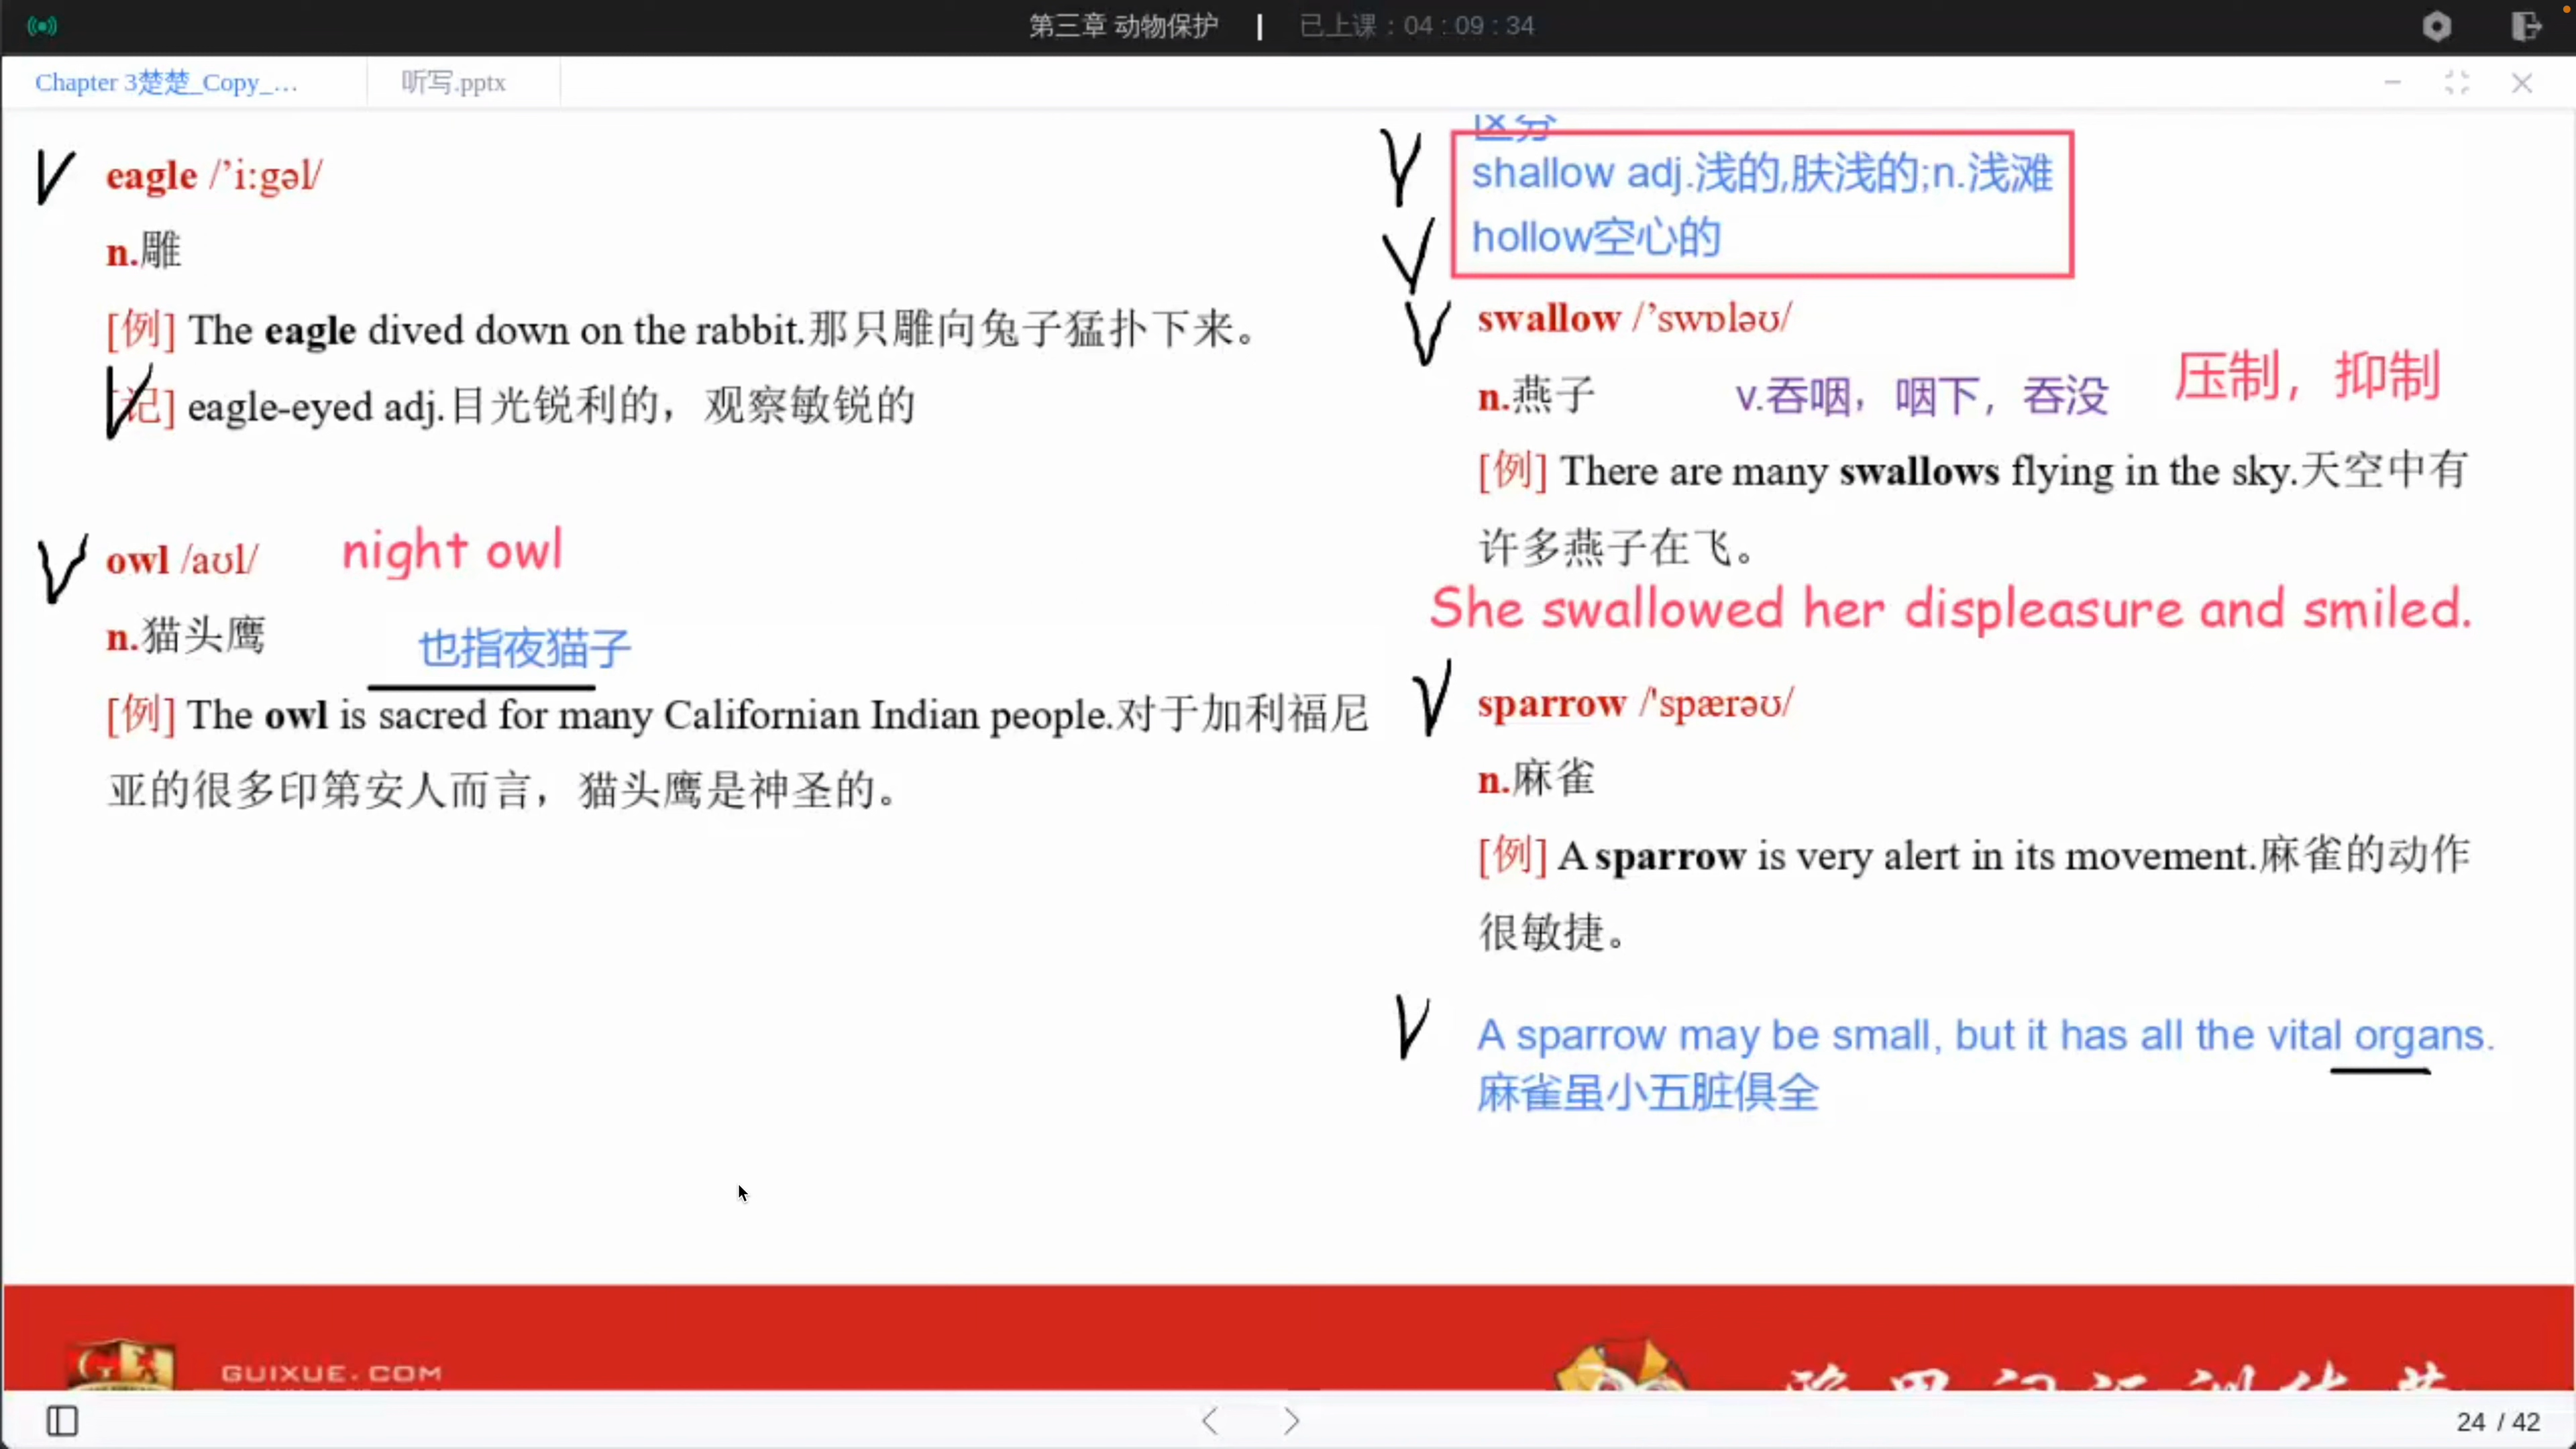 第三章 动物保护 | 已上课：04:09:34
Chapter 3楚楚_Copy_... 听写.pptx
eagle /’i:gəl/
n.雕
[例] The eagle dived down on the rabbit.那只雕向兔子猛扑下来。
[记] eagle-eyed adj.目光锐利的，观察敏锐的
owl /aʊl/ night owl
n.猫头鹰 也指夜猫子
[例] The owl is sacred for many Californian Indian people.对于加利福尼
亚的很多印第安人而言，猫头鹰是神圣的。
区分
shallow adj.浅的,肤浅的;n.浅滩
hollow空心的
swallow /’swɒləʊ/
n.燕子 v.吞咽，咽下，吞没 压制，抑制
[例] There are many swallows flying in the sky.天空中有
许多燕子在飞。
She swallowed her displeasure and smiled.
sparrow /'spærəʊ/
n.麻雀
[例] A sparrow is very alert in its movement.麻雀的动作
很敏捷。
A sparrow may be small, but it has all the vital organs.
麻雀虽小五脏俱全
GUIXUE.COM
24 / 42